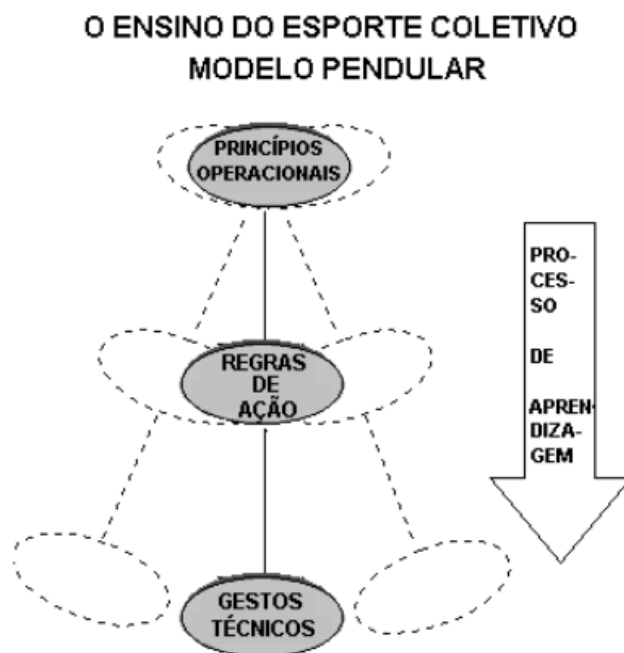 O ENSINO DO ESPORTE COLETIVO
MODELO PENDULAR
PRINCÍPIOS
OPERACIONAIS
REGRAS
DE
AÇÃO
GESTOS
TÉCNICOS
PRO-
CES-
SO
DE
APREN-
DIZA-
GEM